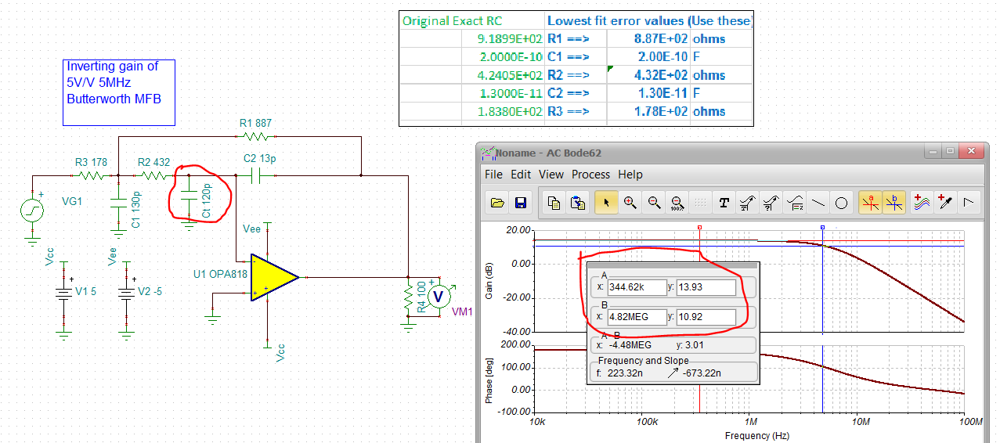 Original Exact RC Lowest fit error values (Use these)
9.1899E+02 R1 ==> 8.87E+02 ohms
2.0000E-10 C1 ==> 2.00E-10 F
4.2405E+02 R2 ==> 4.32E+02 ohms
1.3000E-11 C2 ==> 1.30E-11 F
1.8380E+02 R3 ==> 1.78E+02 ohms
Inverting gain of
5V/V 5MHz
Butterworth MFB
R1 887
R3 178
R2 432
C2 13p
VG1
+
C1 130p
Ct 120p
Vee
Vcc
Vee
U1 OPA818
-
+
+
+
V1 5
+
V2 -5
R4 100
+
V
VM1
Vcc
Noname - AC Bode62
File Edit View Process Help
100%
T
a
b
a
b
20.00
0.00
-20.00
-40.00
Gain (dB)
A
x: 344.62k y: 13.93
B
x: 4.82MEG y: 10.92
A - B
x: -4.48MEG y: 3.01
Frequency and Slope
f: 223.32n -673.22n
200.00
100.00
0.00
-100.00
Phase [deg]
10k 100k 1M 10M 100M
Frequency (Hz)